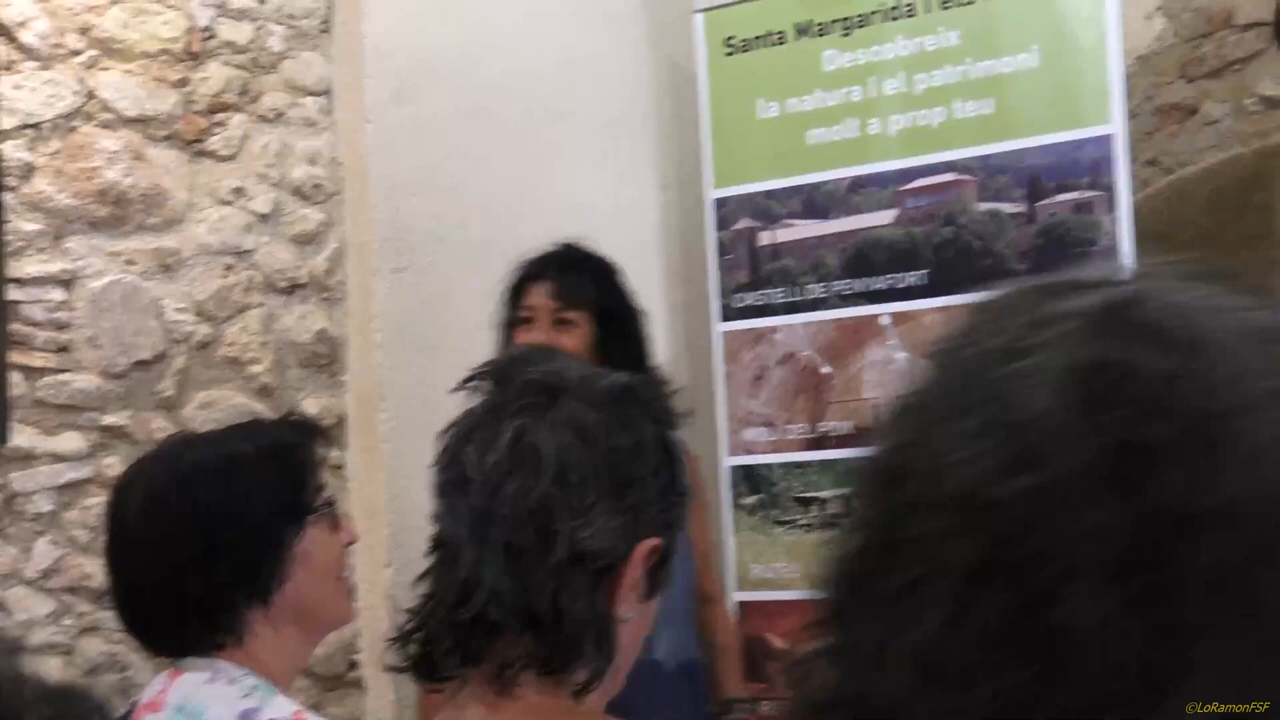 Santa Margarida i els
Descobreix
la natura i el patrimoni
molt a prop teu
CASTELL DE PENYAFORT
©LoRamonFSF